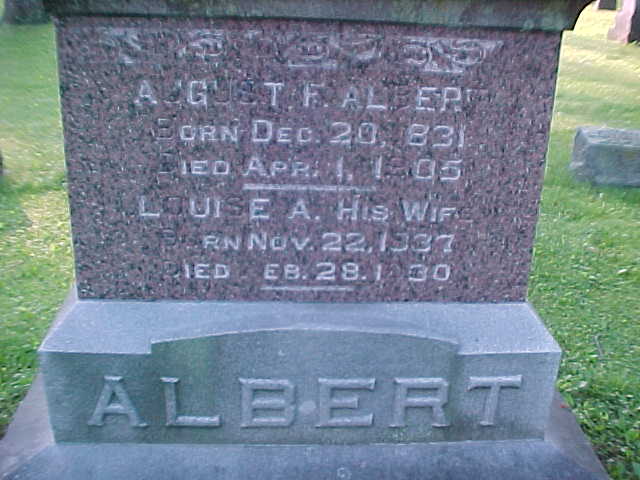 AUGUST F. ALBERT
BORN DEC. 20, 1831
DIED APR. 1, 1905
LOUISE A. HIS WIFE
BORN NOV. 22, 1837
DIED FEB. 28, 1930
ALBERT